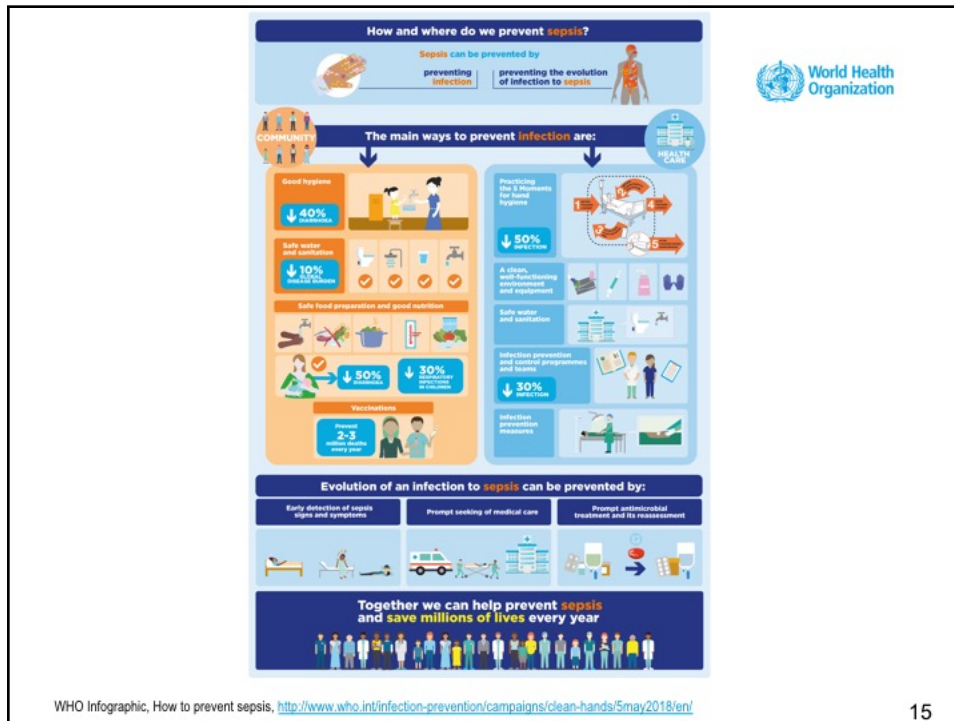 How and where do we prevent sepsis?
Sepsis can be prevented by
preventing
infection
preventing the evolution
of infection to sepsis
World Health
Organization
COMMUNITY
The main ways to prevent infection are:
HEALTH
CARE
Good hygiene
↓ 40%
DIARRHOEA
Safe water
and sanitation
↓ 10%
GLOBAL
DISEASE BURDEN
Safe food preparation and good nutrition
↓ 50%
DIARRHOEA
↓ 30%
RESPIRATORY
INFECTIONS
IN CHILDREN
Vaccinations
Prevent
2-3
million deaths
every year
Practicing
the 5 Moments
for hand
hygiene
↓ 50%
INFECTION
1
2
3
4
5
A clean,
well-functioning
environment
and equipment
Safe water
and sanitation
Infection prevention
and control programmes
and teams
↓ 30%
INFECTION
Infection
prevention
measures
Evolution of an infection to sepsis can be prevented by:
Early detection of sepsis
signs and symptoms
Prompt seeking of medical care
Prompt antimicrobial
treatment and its reassessment
Together we can help prevent sepsis
and save millions of lives every year
WHO Infographic, How to prevent sepsis, http://www.who.int/infection-prevention/campaigns/clean-hands/5may2018/en/
15